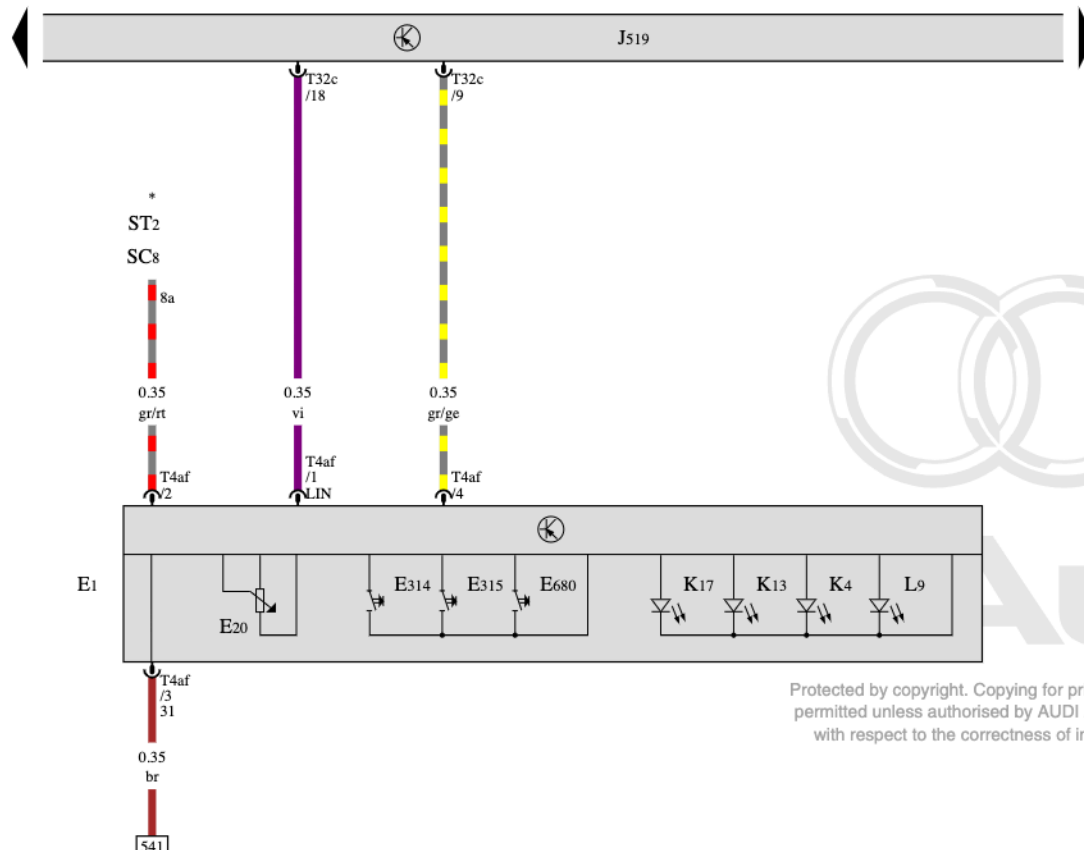 J519
T32c
/18
T32c
/9
*
ST2
SC8
8a
0.35
gr/rt
0.35
vi
0.35
gr/ge
T4af
/2
T4af
/1
LIN
T4af
/4
E1
E20
E314
E315
E680
K17
K13
K4
L9
T4af
/3
31
0.35
br
541
Au
Protected by copyright. Copying for pr
permitted unless authorised by AUDI
with respect to the correctness of i